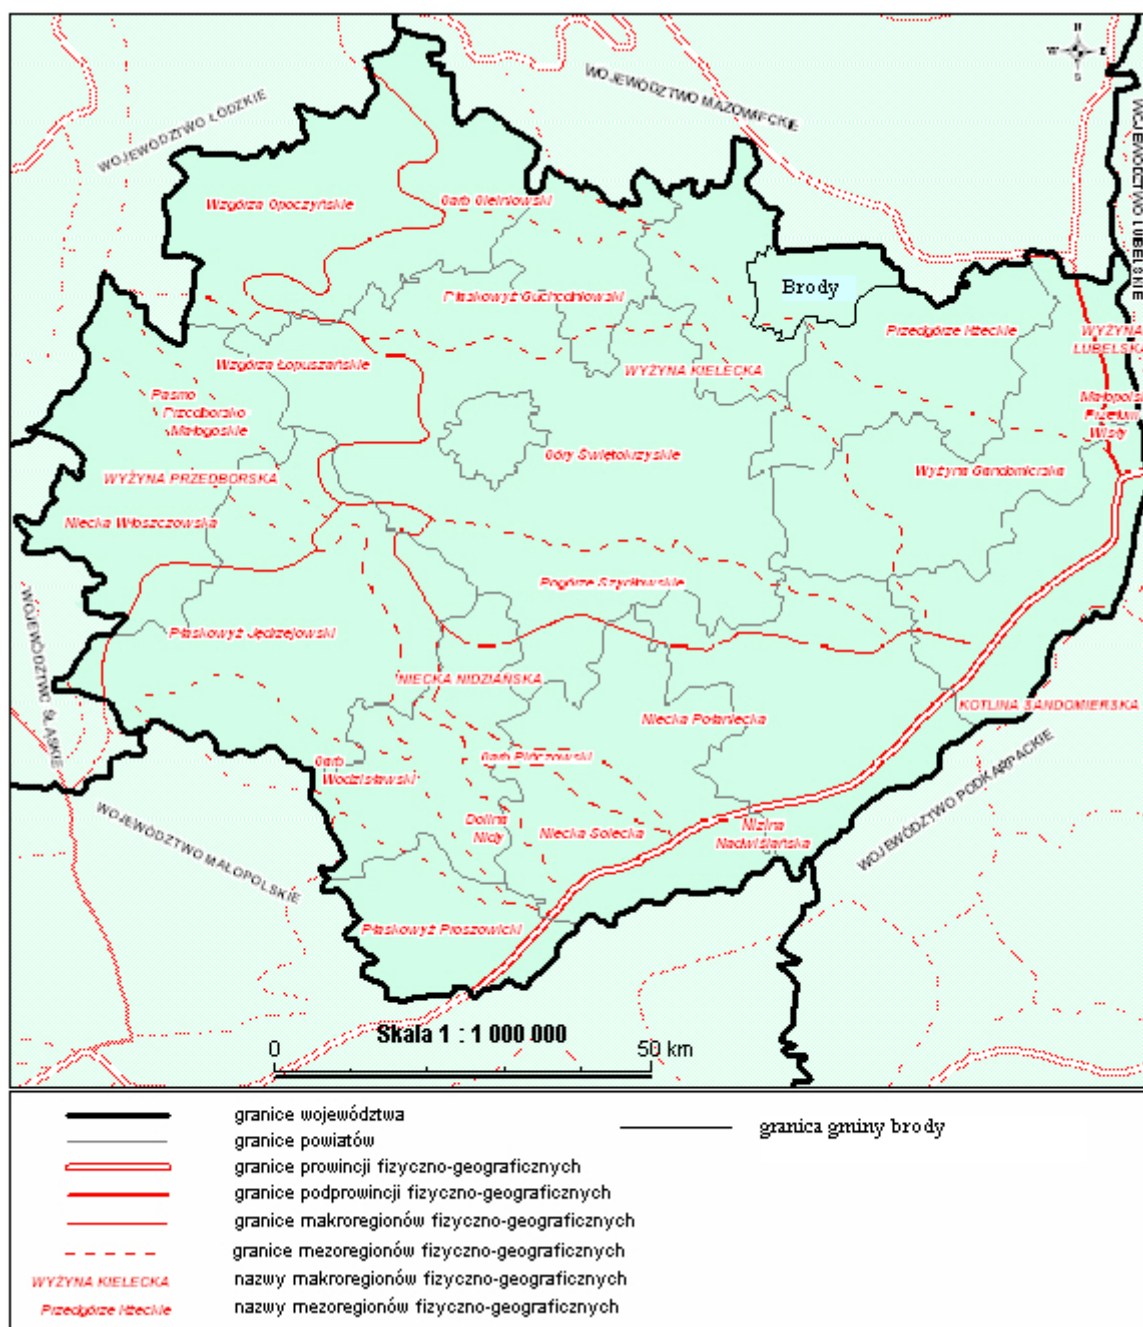 N
W E
S
WOJEWÓDZTWO ŁÓDZKIE
WOJEWÓDZTWO MAZOWIECKIE
WOJEWÓDZTWO LUBELSKIE
Wzgórza Opoczyńskie
Garb Gielniowski
Płaskowyż Suchedniowski
Brody
Przedgórze Iłżeckie
WYŻYNA
LUBELSKA
Wzgórza Łopuszańskie
WYŻYNA KIELECKA
Pasmo
Przedborsko
Małogoskie
Przełom
Wisły
Góry Świętokrzyskie
Wyżyna Sandomierska
WYŻYNA PRZEDBORSKA
Niecka Włoszczowska
Pogórze Szydłowskie
WOJEWÓDZTWO ŚLĄSKIE
Płaskowyż Jędrzejowski
NIECKA NIDZIAŃSKA
Niecka Połaniecka
KOTLINA SANDOMIERSKA
Garb
Wodzisławski
Garb Pińczowski
WOJEWÓDZTWO PODKARPACKIE
WOJEWÓDZTWO MAŁOPOLSKIE
Dolina
Nidy
Niecka Solecka
Nizina
Nadwiślańska
Płaskowyż Proszowicki
Skala 1 : 1 000 000
0 50 km
granice województwa
granica gminy brody
granice powiatów
granice prowincji fizyczno-geograficznych
granice podprowincji fizyczno-geograficznych
granice makroregionów fizyczno-geograficznych
granice mezoregionów fizyczno-geograficznych
WYŻYNA KIELECKA nazwy makroregionów fizyczno-geograficznych
Przedgórze Iłżeckie nazwy mezoregionów fizyczno-geograficznych